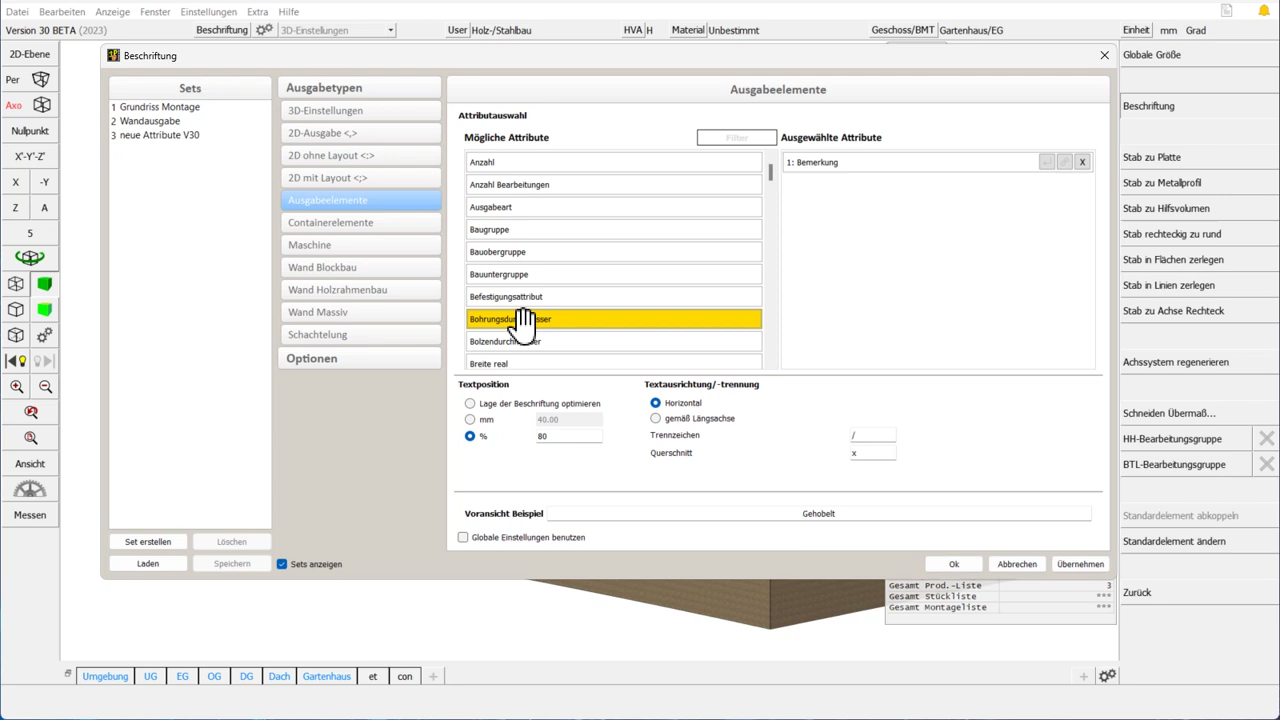 Datei Bearbeiten Anzeige Fenster Einstellungen Extra Hilfe
Version 30 BETA (2023) Beschriftung 3D-Einstellungen User Holz-/Stahlbau HVA H Material Unbestimmt Geschoss/BMT Gartenhaus/EG Einheit mm Grad
2D-Ebene
Per
Axo
Nullpunkt
X'-Y'-Z'
X -Y
Z A
5
Ansicht
Messen
Beschriftung
Sets
1 Grundriss Montage
2 Wandausgabe
3 neue Attribute V30
Set erstellen Löschen
Laden Speichern
Ausgabetypen
3D-Einstellungen
2D-Ausgabe <,>
2D ohne Layout <:>
2D mit Layout <;>
Ausgabeelemente
Containerelemente
Maschine
Wand Blockbau
Wand Holzrahmenbau
Wand Massiv
Schachtelung
Optionen
Sets anzeigen
Ausgabeelemente
Attributauswahl
Mögliche Attribute Filter Ausgewählte Attribute
Anzahl
Anzahl Bearbeitungen
Ausgabeart
Baugruppe
Bauobergruppe
Bauuntergruppe
Befestigungsattribut
Breite real
1: Bemerkung X
Textposition
Lage der Beschriftung optimieren
mm 40.00
% 80
Textausrichtung/-trennung
Horizontal
gemäß Längsachse
Trennzeichen /
Querschnitt x
Voransicht Beispiel Gehobelt
Globale Einstellungen benutzen
Ok Abbrechen Übernehmen
Gesamt Prod.-Liste 3
Gesamt Stückliste ***
Gesamt Montageliste ***
Globale Größe
Beschriftung
Stab zu Platte
Stab zu Metallprofil
Stab zu Hilfsvolumen
Stab rechteckig zu rund
Stab in Flächen zerlegen
Stab in Linien zerlegen
Stab zu Achse Rechteck
Achssystem regenerieren
Schneiden Übermaß...
HH-Bearbeitungsgruppe
BTL-Bearbeitungsgruppe
Standardelement abkoppeln
Standardelement ändern
Zurück
Umgebung UG EG OG DG Dach Gartenhaus et con + +